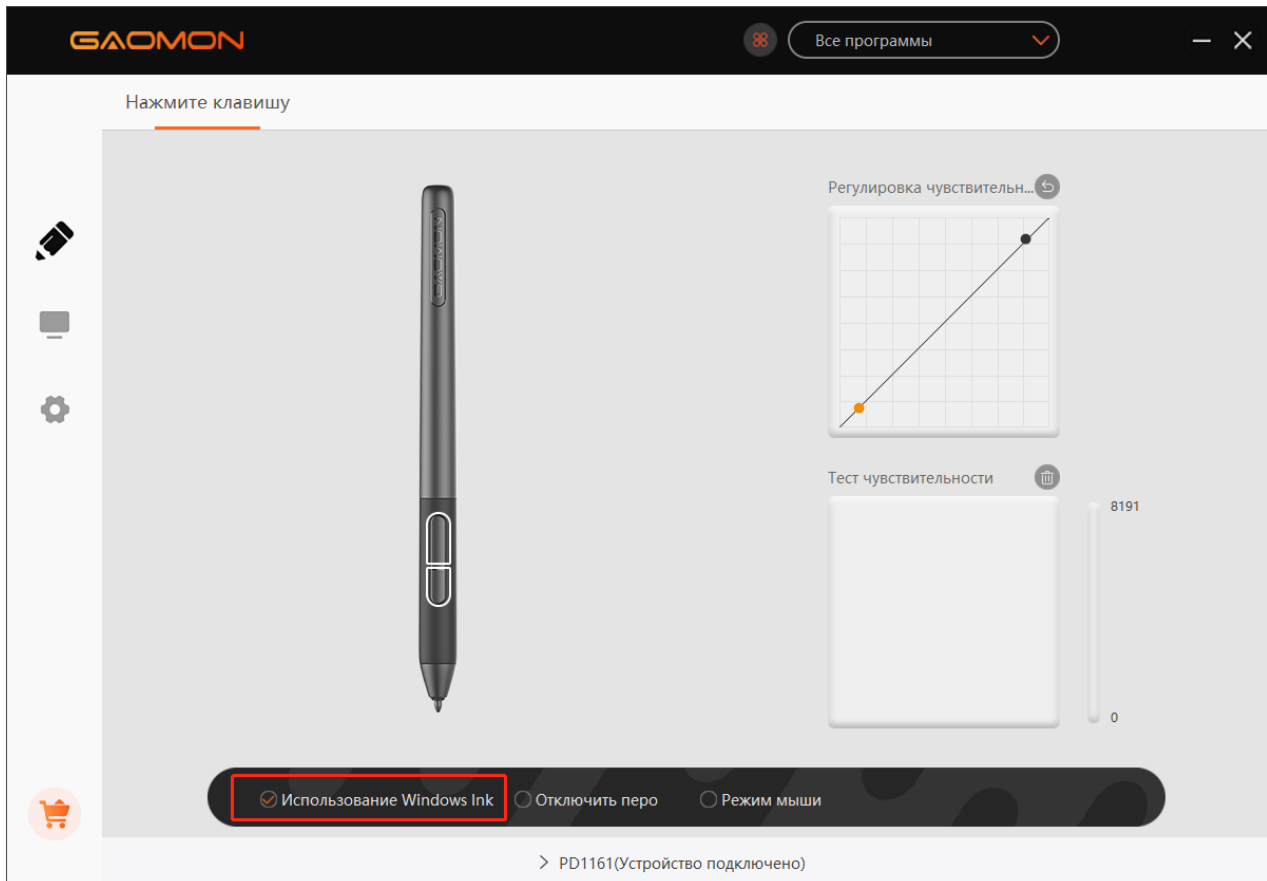 GAOMON
Все программы
Нажмите клавишу
Регулировка чувствительн...
GAOMON
Тест чувствительности
8191
0
Использование Windows Ink
Отключить перо
Режим мыши
PD1161(Устройство подключено)